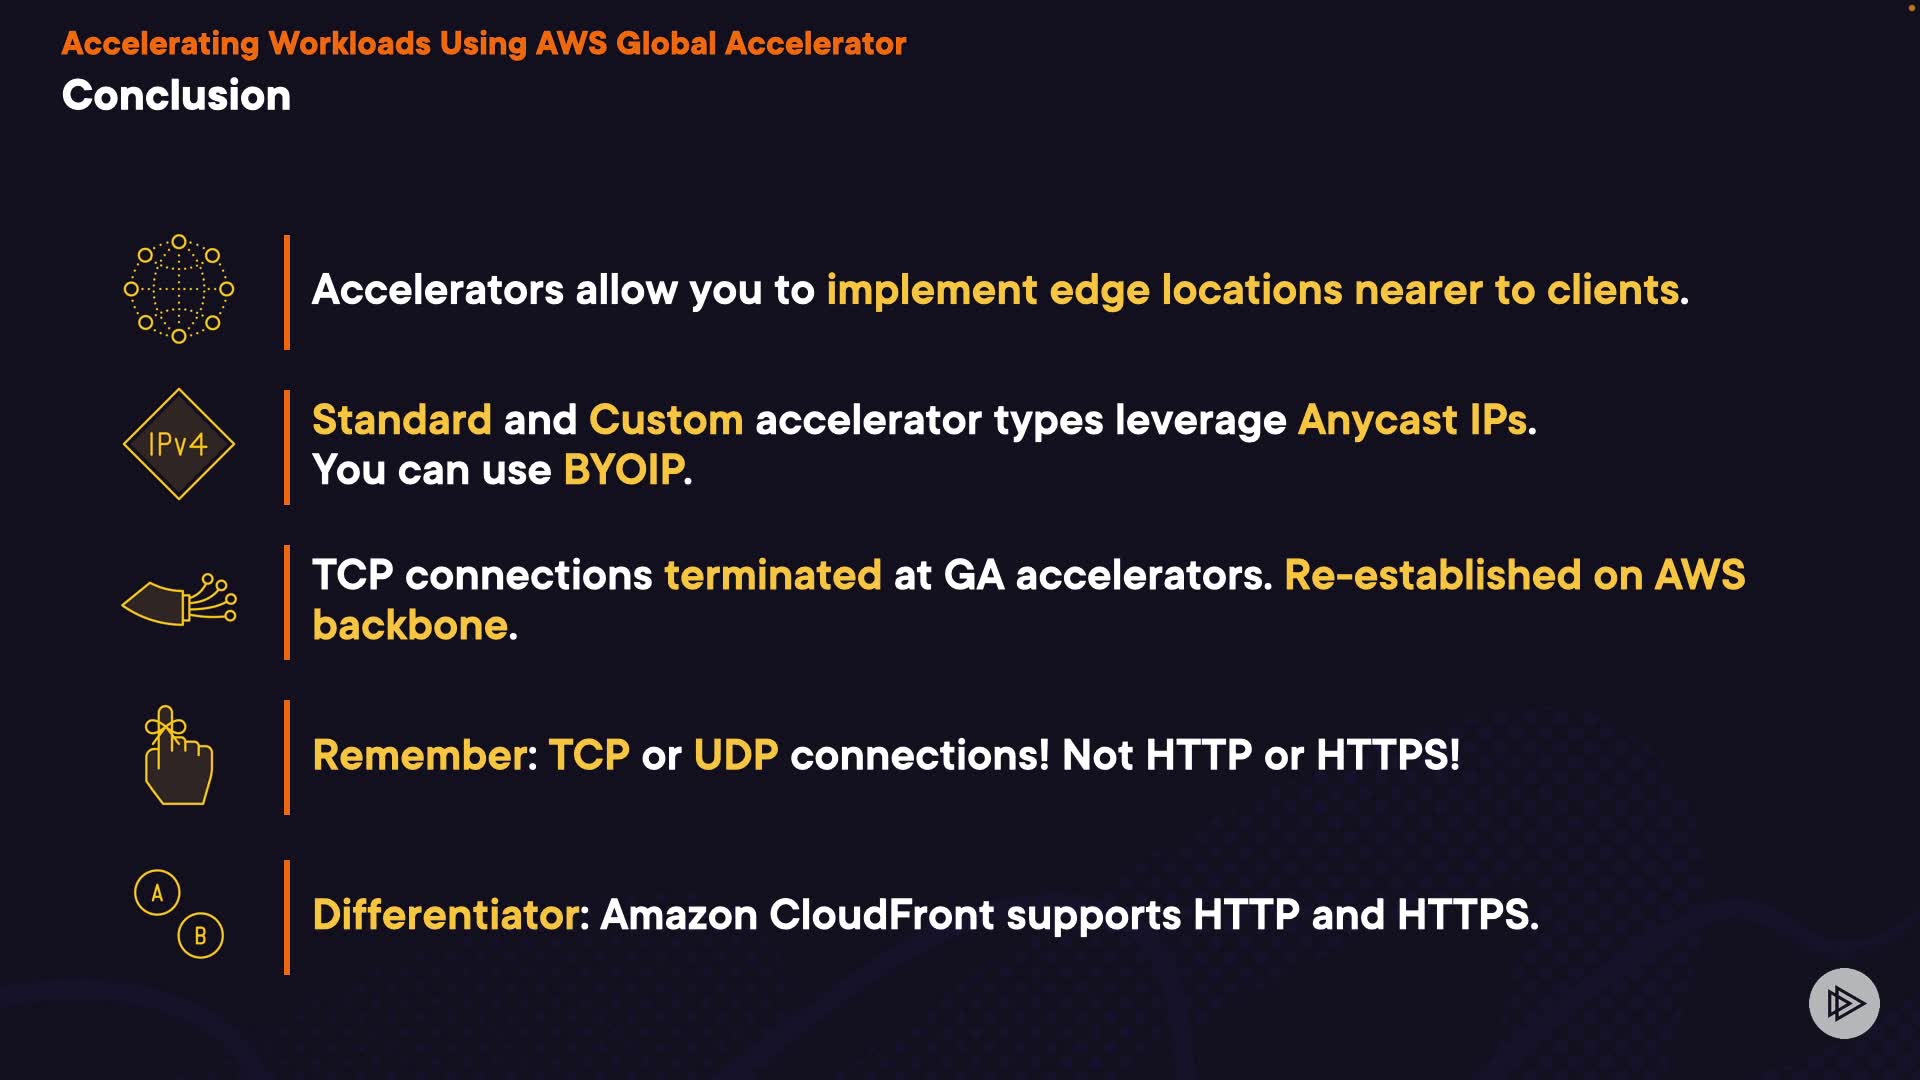 Accelerating Workloads Using AWS Global Accelerator
Conclusion
Accelerators allow you to implement edge locations nearer to clients.
IPv4
Standard and Custom accelerator types leverage Anycast IPs.
You can use BYOIP.
TCP connections terminated at GA accelerators. Re-established on AWS
backbone.
Remember: TCP or UDP connections! Not HTTP or HTTPS!
A
B
Differentiator: Amazon CloudFront supports HTTP and HTTPS.